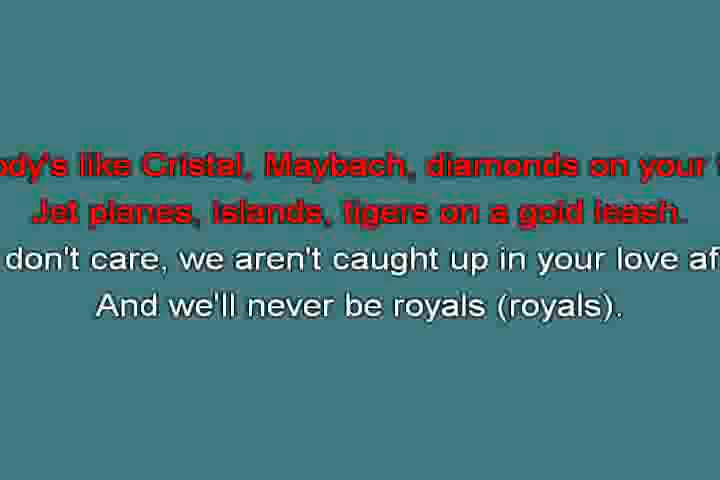 ody's like Cristal, Maybach, diamonds on your
Jet planes, islands, tigers on a gold leash.
don't care, we aren't caught up in your love af
And we'll never be royals (royals).